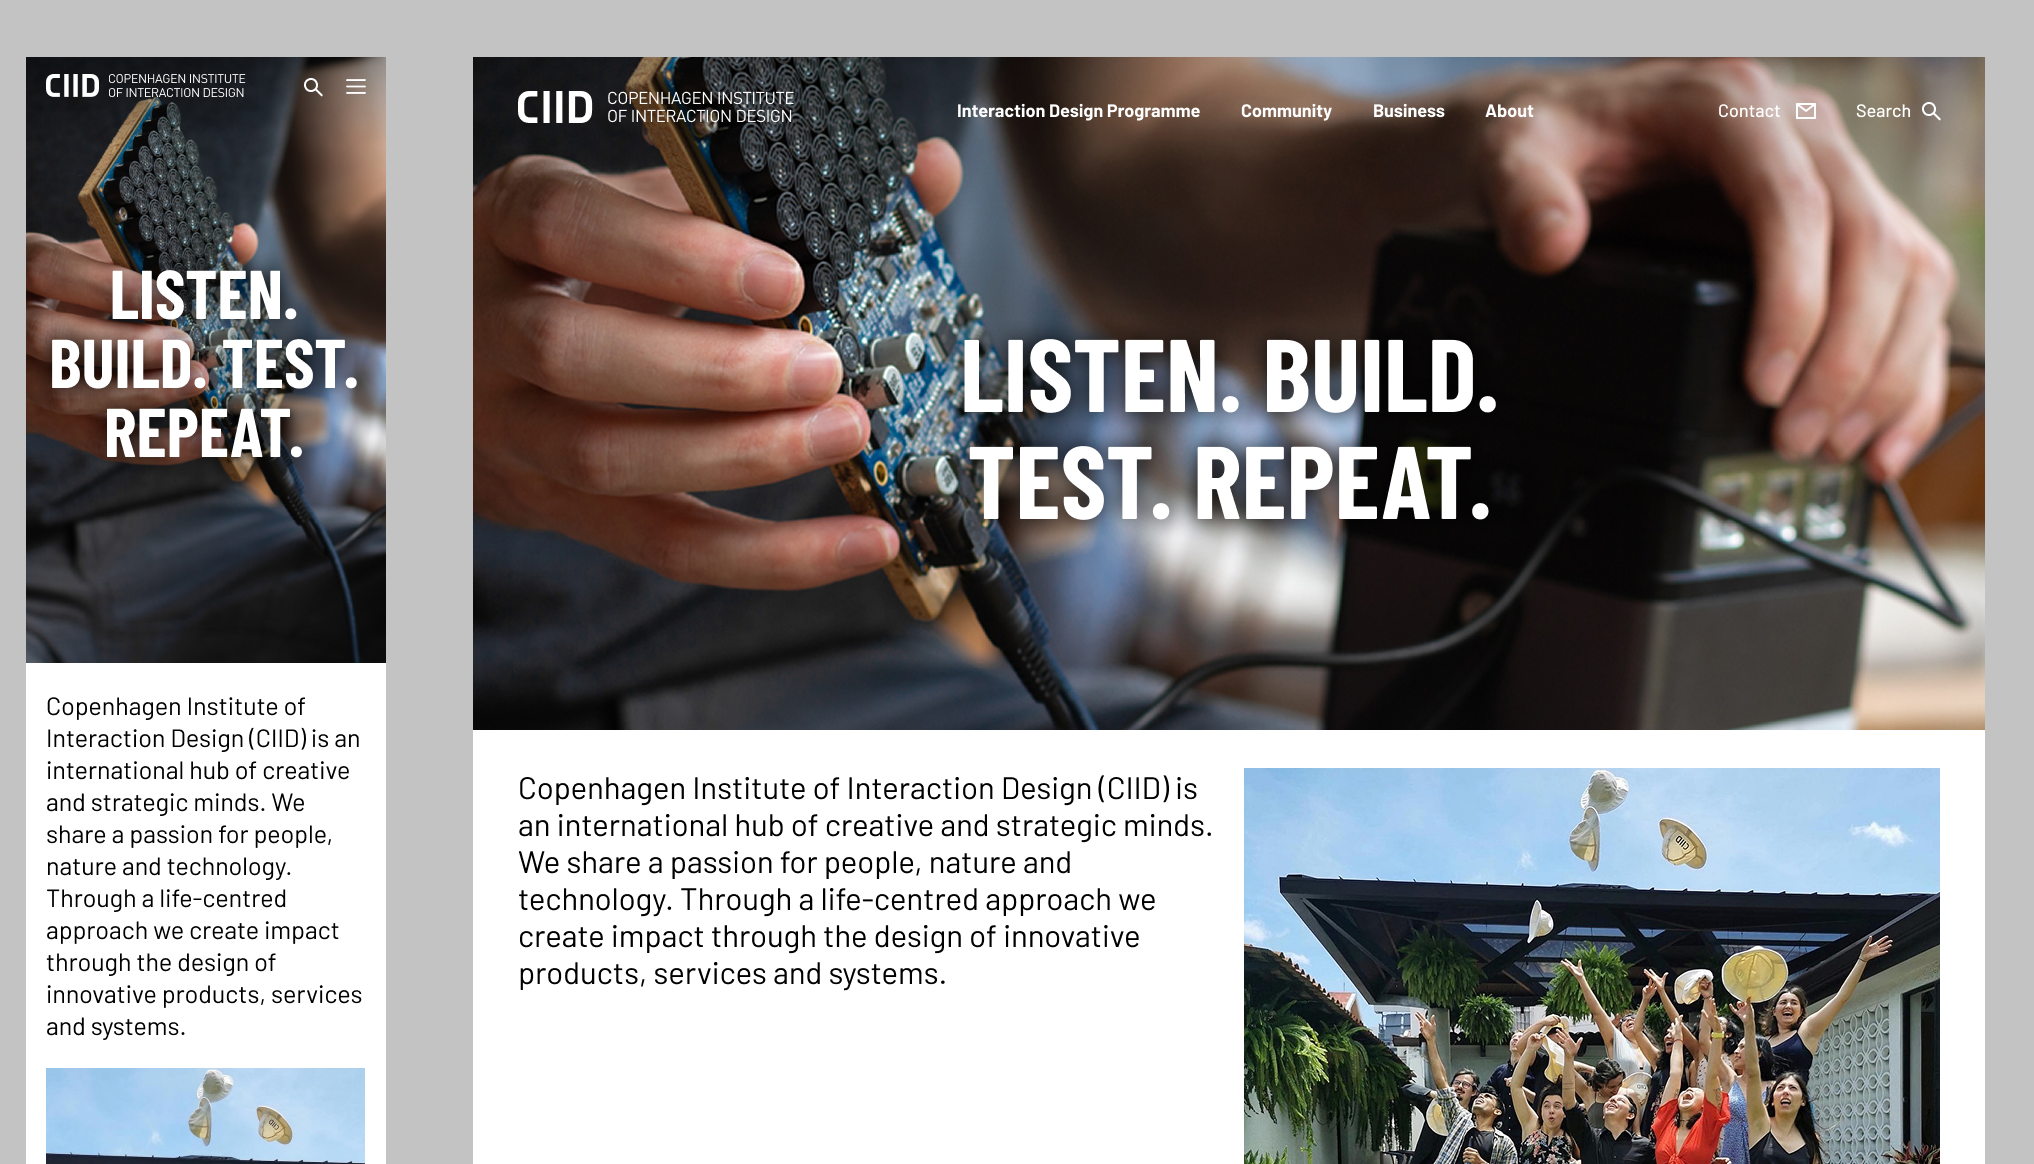 CIID COPENHAGEN INSTITUTE
OF INTERACTION DESIGN
LISTEN.
BUILD. TEST.
REPEAT.
Copenhagen Institute of
Interaction Design (CIID) is an
international hub of creative
and strategic minds. We
share a passion for people,
nature and technology.
Through a life-centred
approach we create impact
through the design of
innovative products, services
and systems.
CIID
CIID COPENHAGEN INSTITUTE
OF INTERACTION DESIGN
Interaction Design Programme Community Business About Contact Search
LISTEN. BUILD.
TEST. REPEAT.
Copenhagen Institute of Interaction Design (CIID) is
an international hub of creative and strategic minds.
We share a passion for people, nature and
technology. Through a life-centred approach we
create impact through the design of innovative
products, services and systems.
CIID